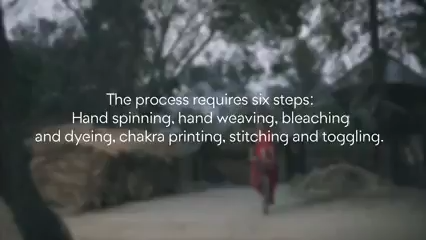 The process requires six steps:
Hand spinning, hand weaving, bleaching
and dyeing, chakra printing, stitching and toggling.